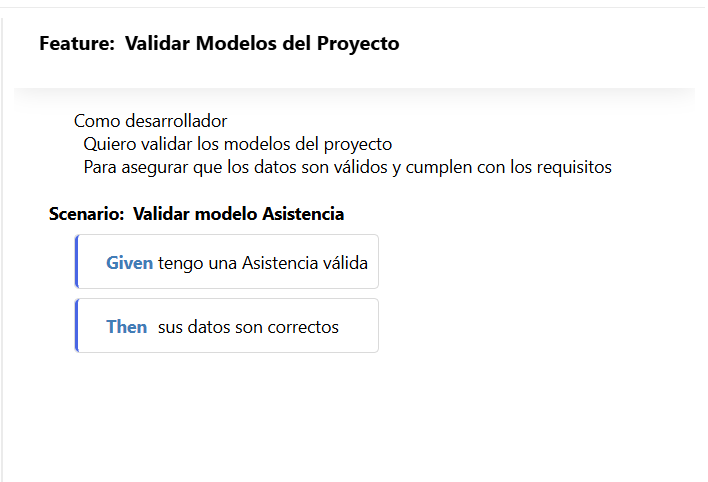 Feature: Validar Modelos del Proyecto
Como desarrollador
Quiero validar los modelos del proyecto
Para asegurar que los datos son válidos y cumplen con los requisitos
Scenario: Validar modelo Asistencia
Given tengo una Asistencia válida
Then sus datos son correctos